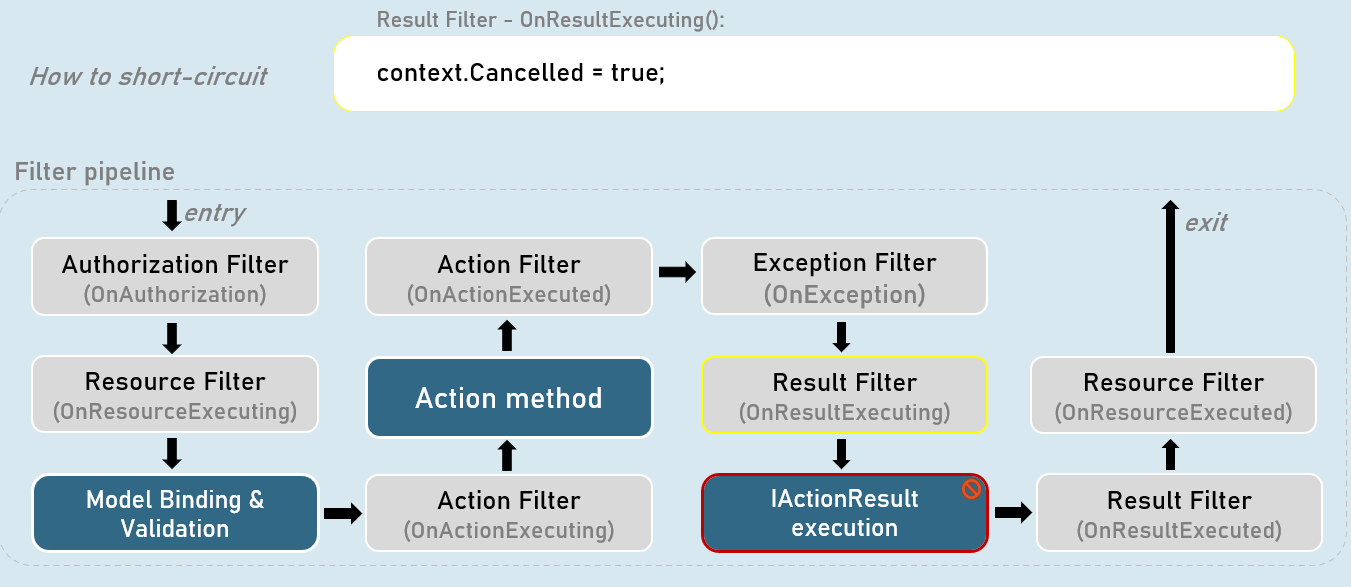 Result Filter - OnResultExecuting():
How to short-circuit
context.Cancelled = true;
Filter pipeline
entry
exit
Authorization Filter
(OnAuthorization)
Action Filter
(OnActionExecuted)
Exception Filter
(OnException)
Resource Filter
(OnResourceExecuting)
Action method
Result Filter
(OnResultExecuting)
Resource Filter
(OnResourceExecuted)
Model Binding &
Validation
Action Filter
(OnActionExecuting)
IActionResult
execution
Result Filter
(OnResultExecuted)